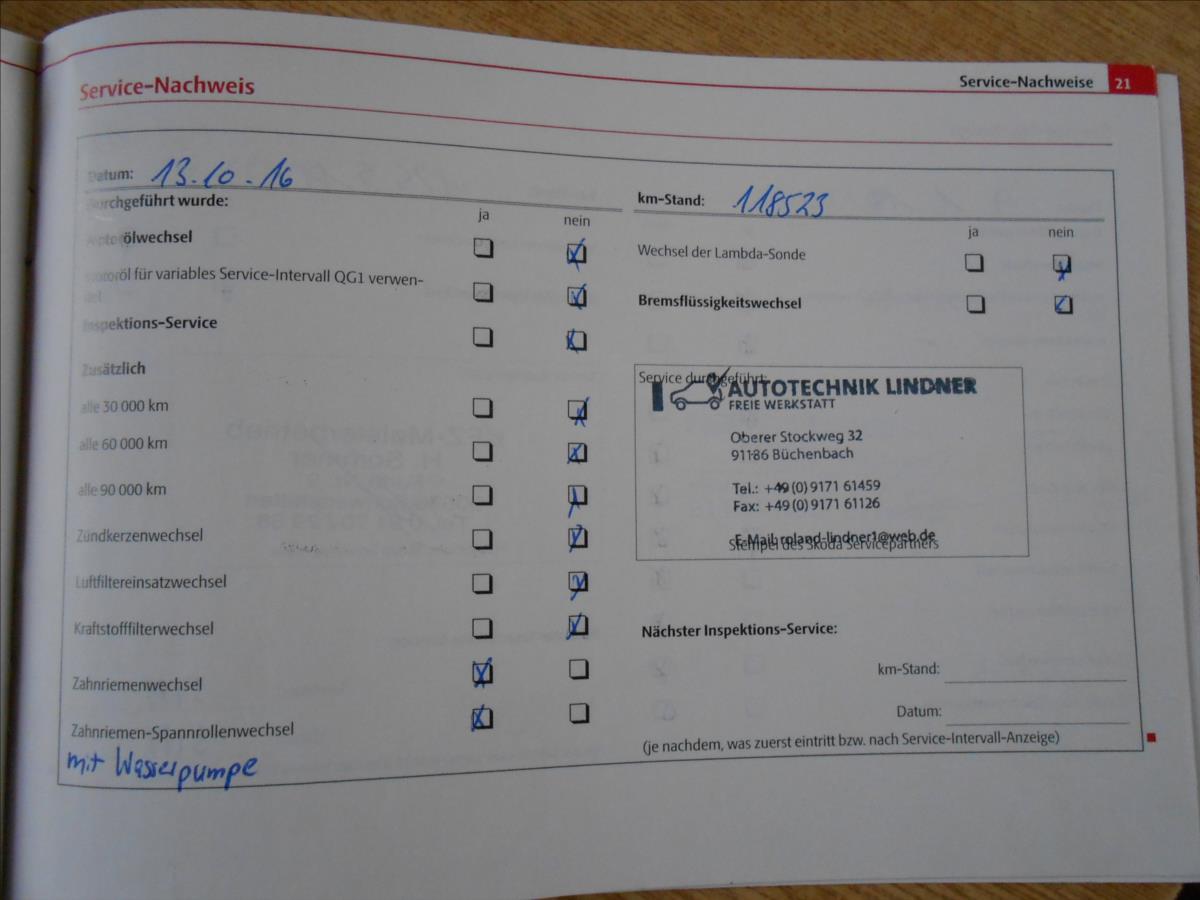 Service-Nachweis
Service-Nachweise 21
Datum: 13.10.16
Durchgeführt wurde:
ja nein
Motorölwechsel
Motoröl für variables Service-Intervall QG1 verwen-
det
Inspektions-Service
Zusätzlich
alle 30 000 km
alle 60 000 km
alle 90 000 km
Zündkerzenwechsel
Luftfiltereinsatzwechsel
Kraftstofffilterwechsel
Zahnriemenwechsel
Zahnriemen-Spannrollenwechsel
mit Wasserpumpe
km-Stand: 118523
ja nein
Wechsel der Lambda-Sonde
Bremsflüssigkeitswechsel
Service durchgeführt:
AUTOTECHNIK LINDNER
FREIE WERKSTATT
Oberer Stockweg 32
91186 Büchenbach
Tel.: +49 (0) 9171 61459
Fax: +49 (0) 9171 61126
E-Mail: roland-lindner1@web.de
Stempel des Škoda Servicepartners
Nächster Inspektions-Service:
km-Stand:
Datum:
(je nachdem, was zuerst eintritt bzw. nach Service-Intervall-Anzeige)